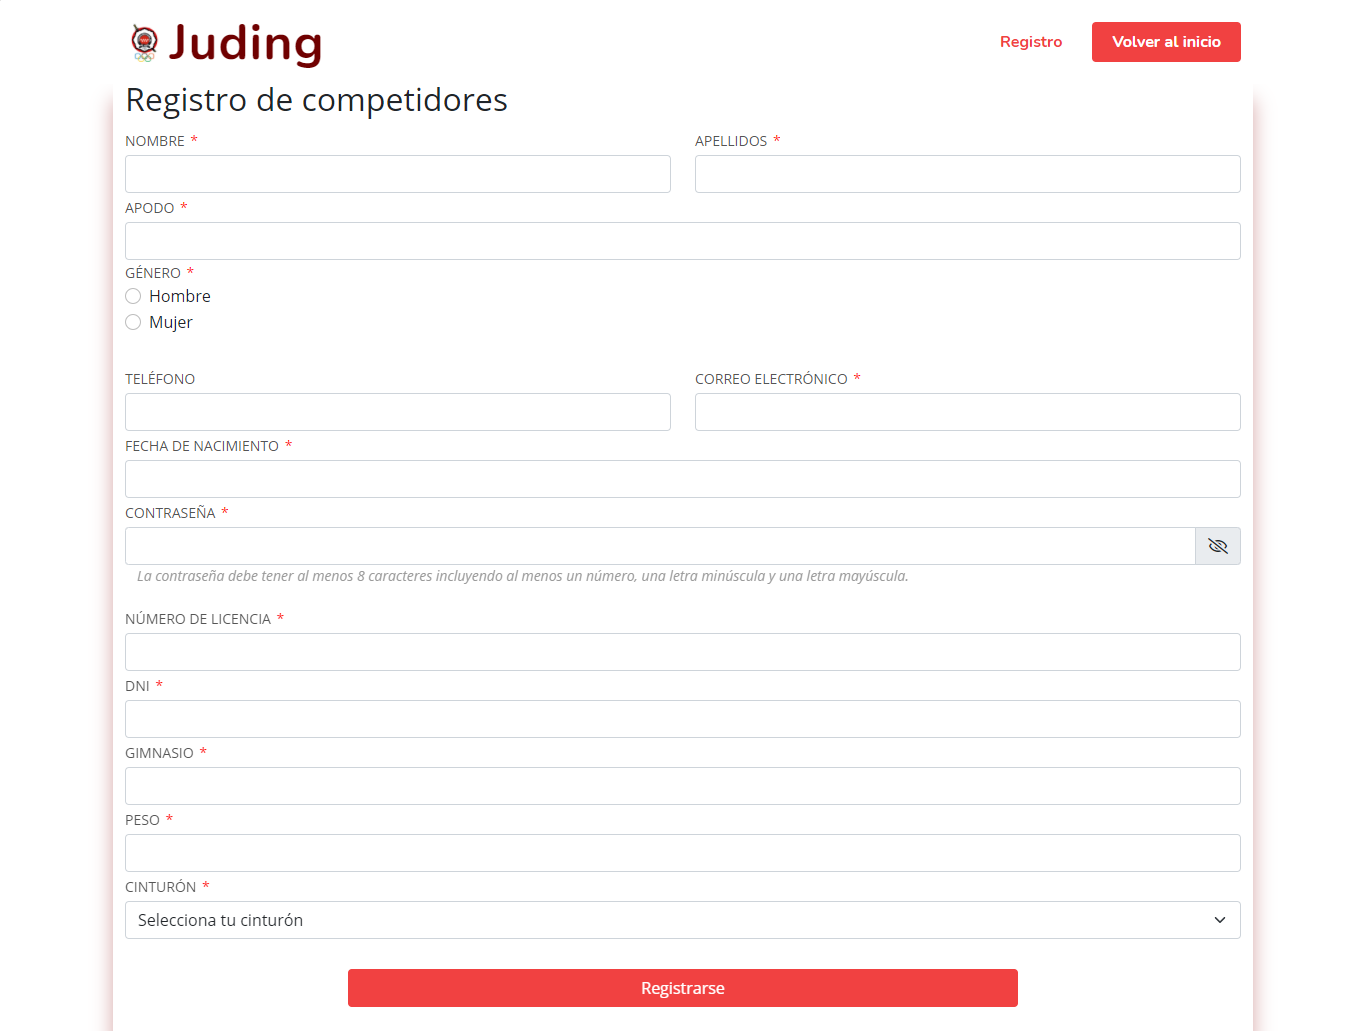 Juding
Registro
Volver al inicio
Registro de competidores
NOMBRE *
APELLIDOS *
APODO *
GÉNERO *
Hombre
Mujer
TELÉFONO
CORREO ELECTRÓNICO *
FECHA DE NACIMIENTO *
CONTRASEÑA *
La contraseña debe tener al menos 8 caracteres incluyendo al menos un número, una letra minúscula y una letra mayúscula.
NÚMERO DE LICENCIA *
DNI *
GIMNASIO *
PESO *
CINTURÓN *
Selecciona tu cinturón
Registrarse